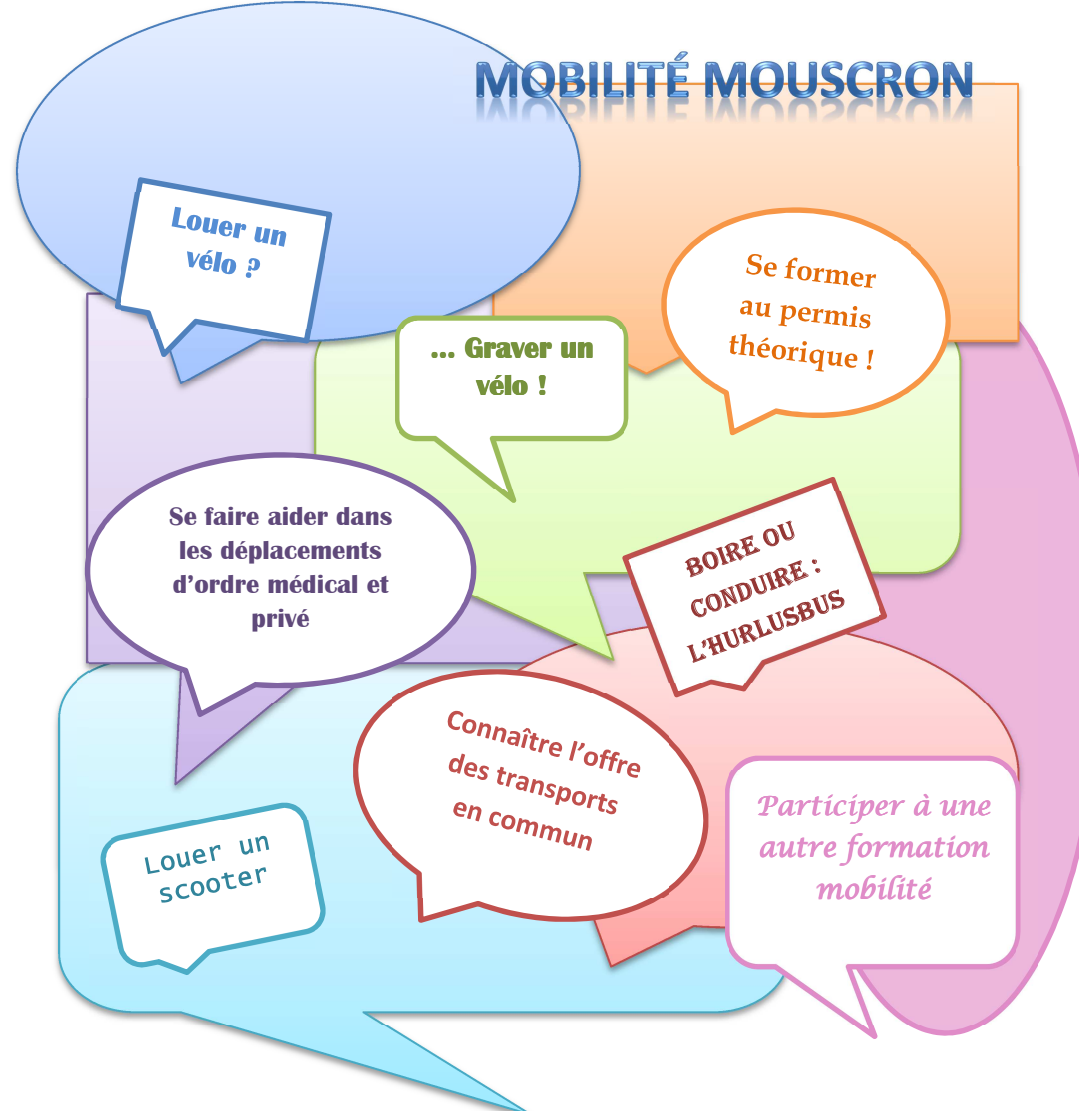 MOBILITÉ MOUSCRON
Louer un
vélo ?
Se former
au permis
théorique !
... Graver un
vélo !
Se faire aider dans
les déplacements
d’ordre médical et
privé
BOIRE OU
CONDUIRE :
L’HURLUSBUS
Connaître l’offre
des transports
en commun
Participer à une
autre formation
mobilité
Louer un
scooter